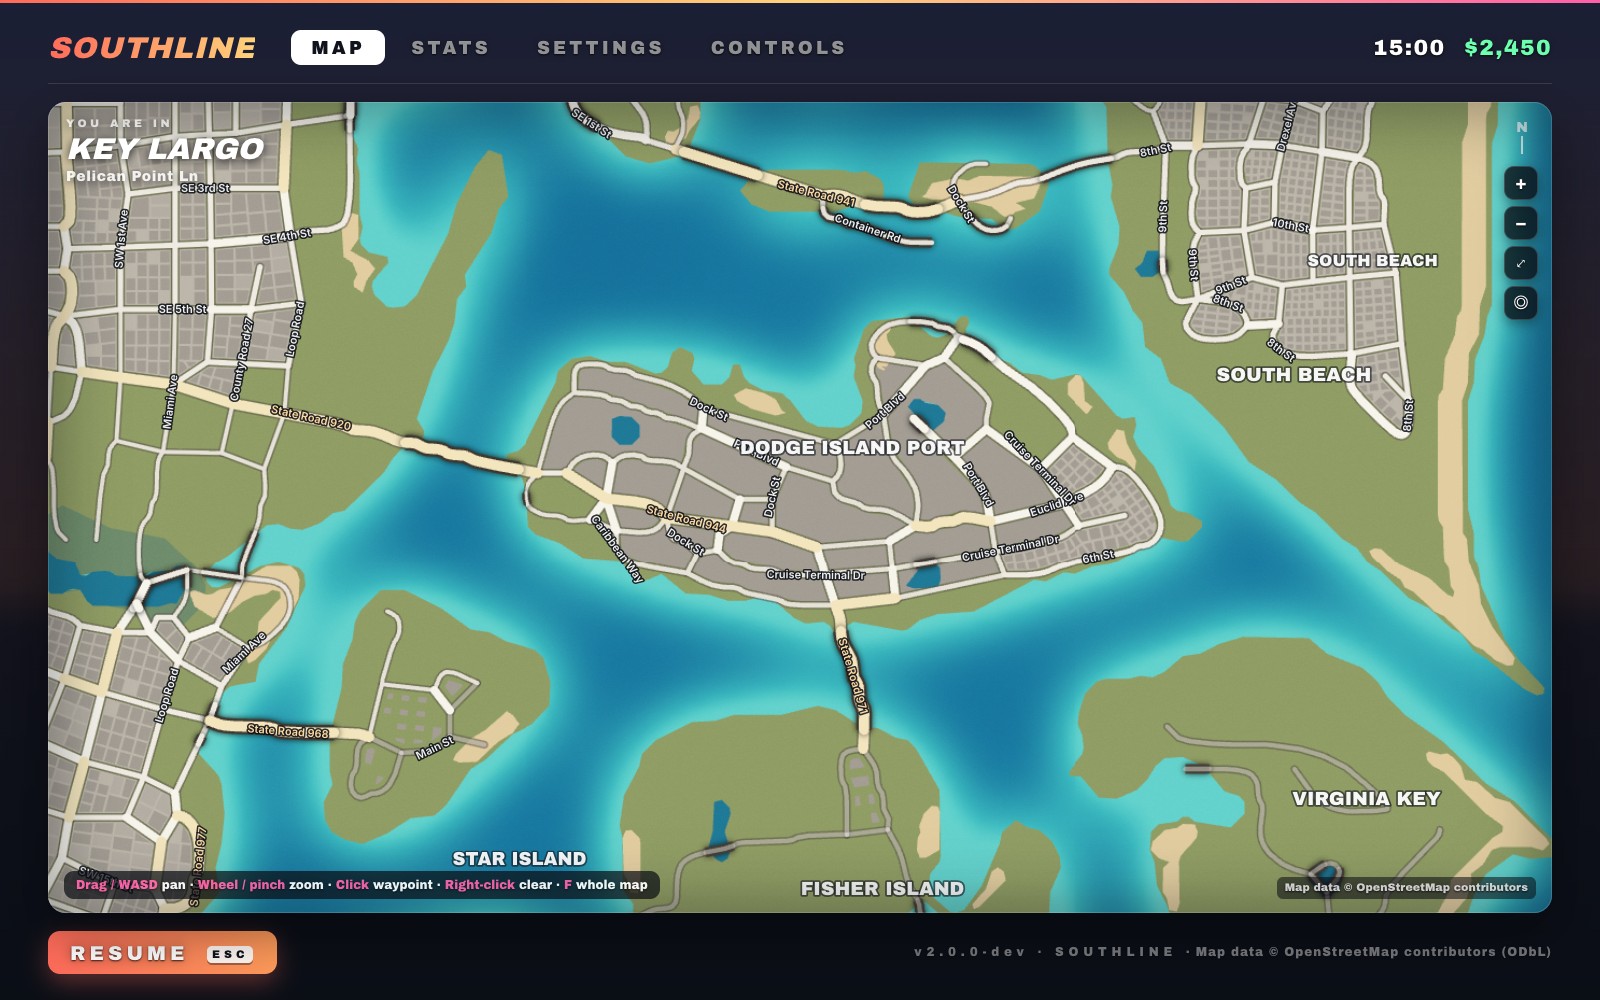 SOUTHLINE
MAP
STATS
SETTINGS
CONTROLS
15:00
$2,450
YOU ARE IN
KEY LARGO
Pelican Point Ln
N
+
−
SE 1st St
State Road 941
Container Rd
Dock St
8th St
Drexel Av
9th St
10th St
9th St
9th St
8th St
SOUTH BEACH
8th St
SOUTH BEACH
8th St
SE 3rd St
SW 1st Ave
SE 4th St
SE 5th St
Loop Road
County Road 27
Miami Ave
State Road 920
Dock St
Port Blvd
DODGE ISLAND PORT
Dock St
Port Blvd
Cruise Terminal Dr
Euclid Ave
State Road 944
Dock St
Caribbean Way
Cruise Terminal Dr
Cruise Terminal Dr
6th St
State Road 971
Miami Ave
Loop Road
State Road 968
Main St
State Road 977
STAR ISLAND
FISHER ISLAND
VIRGINIA KEY
Drag / WASD pan · Wheel / pinch zoom · Click waypoint · Right-click clear · F whole map
Map data © OpenStreetMap contributors
RESUME ESC
v2.0.0-dev · SOUTHLINE · Map data © OpenStreetMap contributors (ODbL)